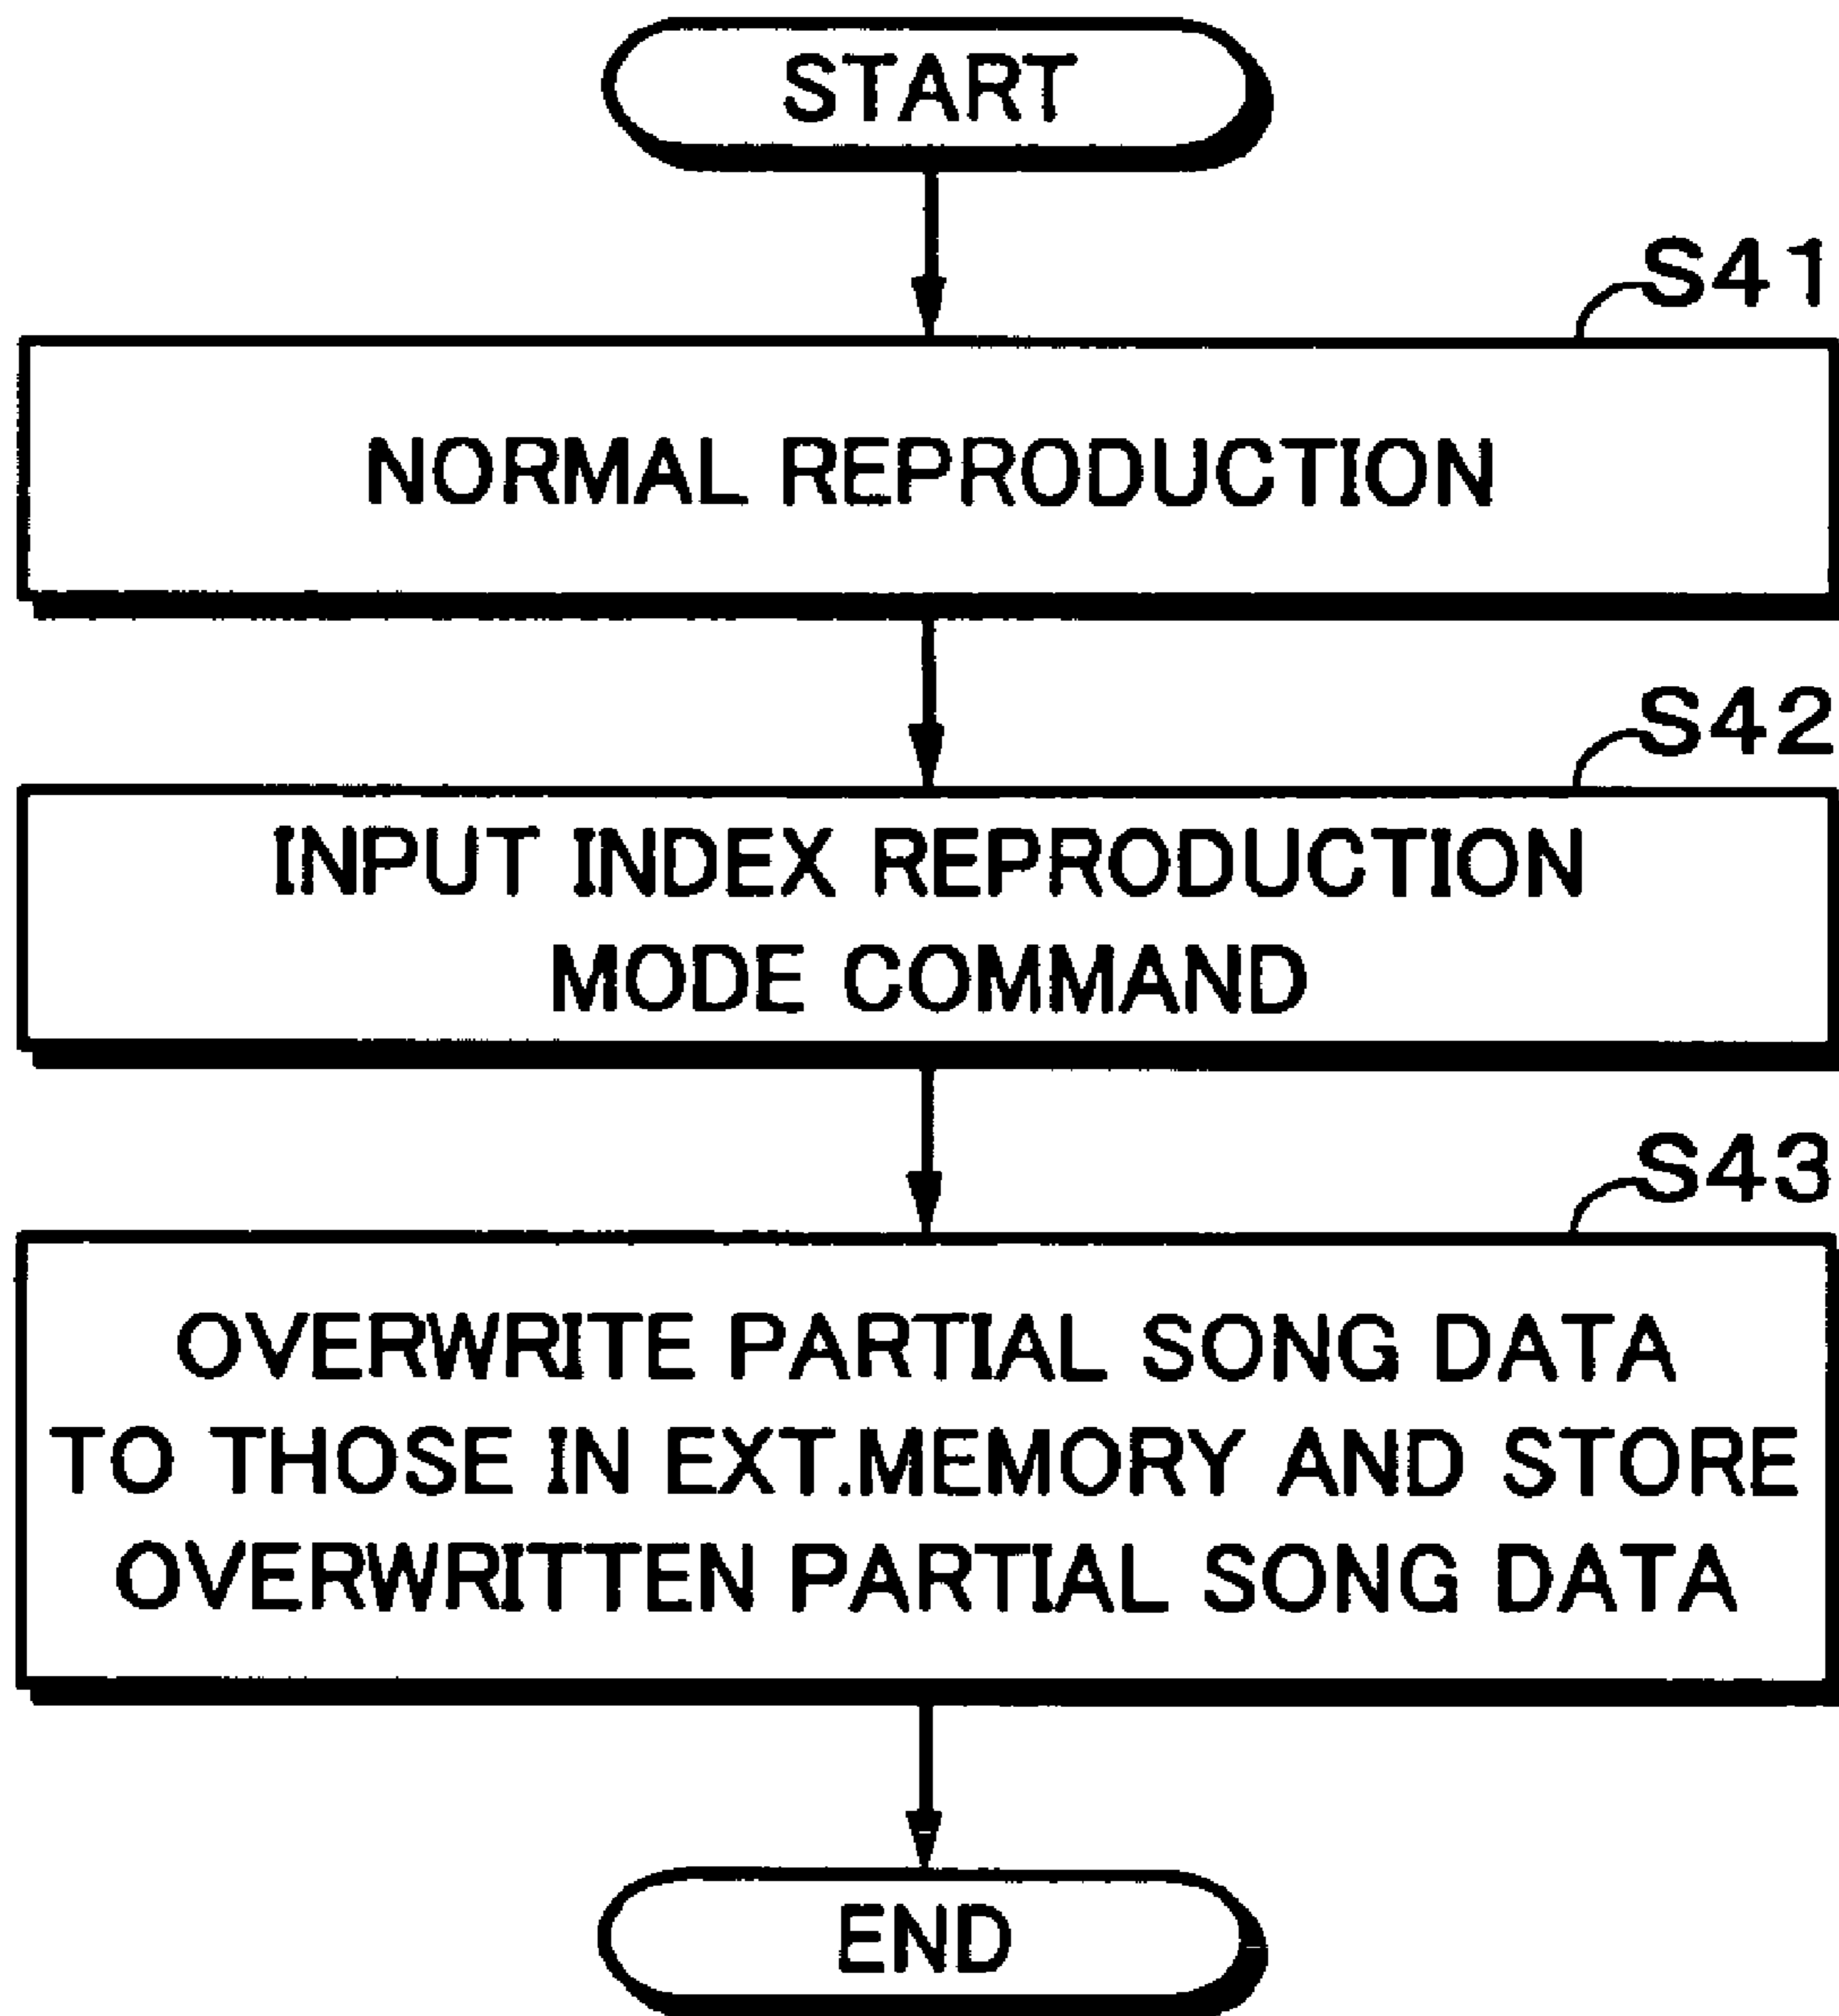 START
S41
NORMAL REPRODUCTION
S42
INPUT INDEX REPRODUCTION
MODE COMMAND
S43
OVERWRITE PARTIAL SONG DATA
TO THOSE IN EXT.MEMORY AND STORE
OVERWRITTEN PARTIAL SONG DATA
END